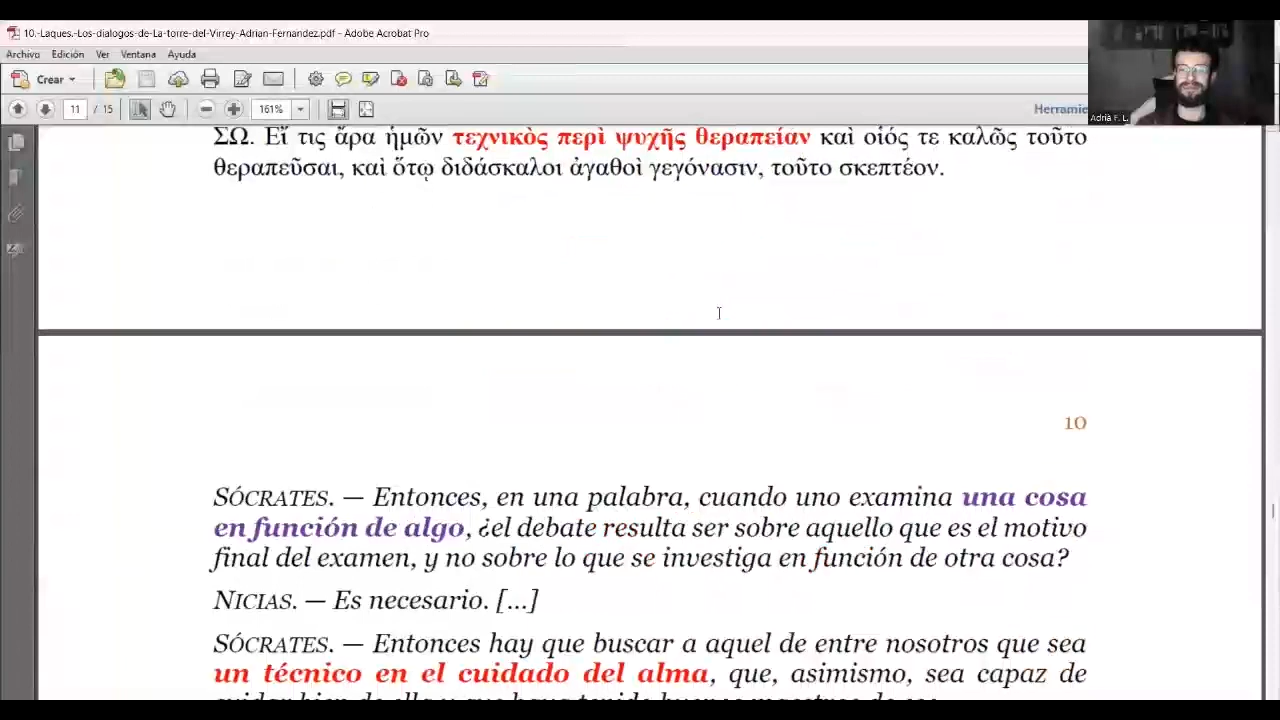 10.-Laques.-Los-dialogos-de-La-torre-del-Virrey-Adrian-Fernandez.pdf - Adobe Acrobat Pro
Archivo Edición Ver Ventana Ayuda
Crear
11 / 15 161% Herramie
Adrià F. L.
ΣΩ. Εἴ τις ἄρα ἡμῶν τεχνικὸς περὶ ψυχῆς θεραπείαν καὶ οἷός τε καλῶς τοῦτο
θεραπεῦσαι, καὶ ὅτῳ διδάσκαλοι ἀγαθοὶ γεγόνασιν, τοῦτο σκεπτέον.
10
SÓCRATES. — Entonces, en una palabra, cuando uno examina una cosa
en función de algo, ¿el debate resulta ser sobre aquello que es el motivo
final del examen, y no sobre lo que se investiga en función de otra cosa?
NICIAS. — Es necesario. [...]
SÓCRATES. — Entonces hay que buscar a aquel de entre nosotros que sea
un técnico en el cuidado del alma, que, asimismo, sea capaz de